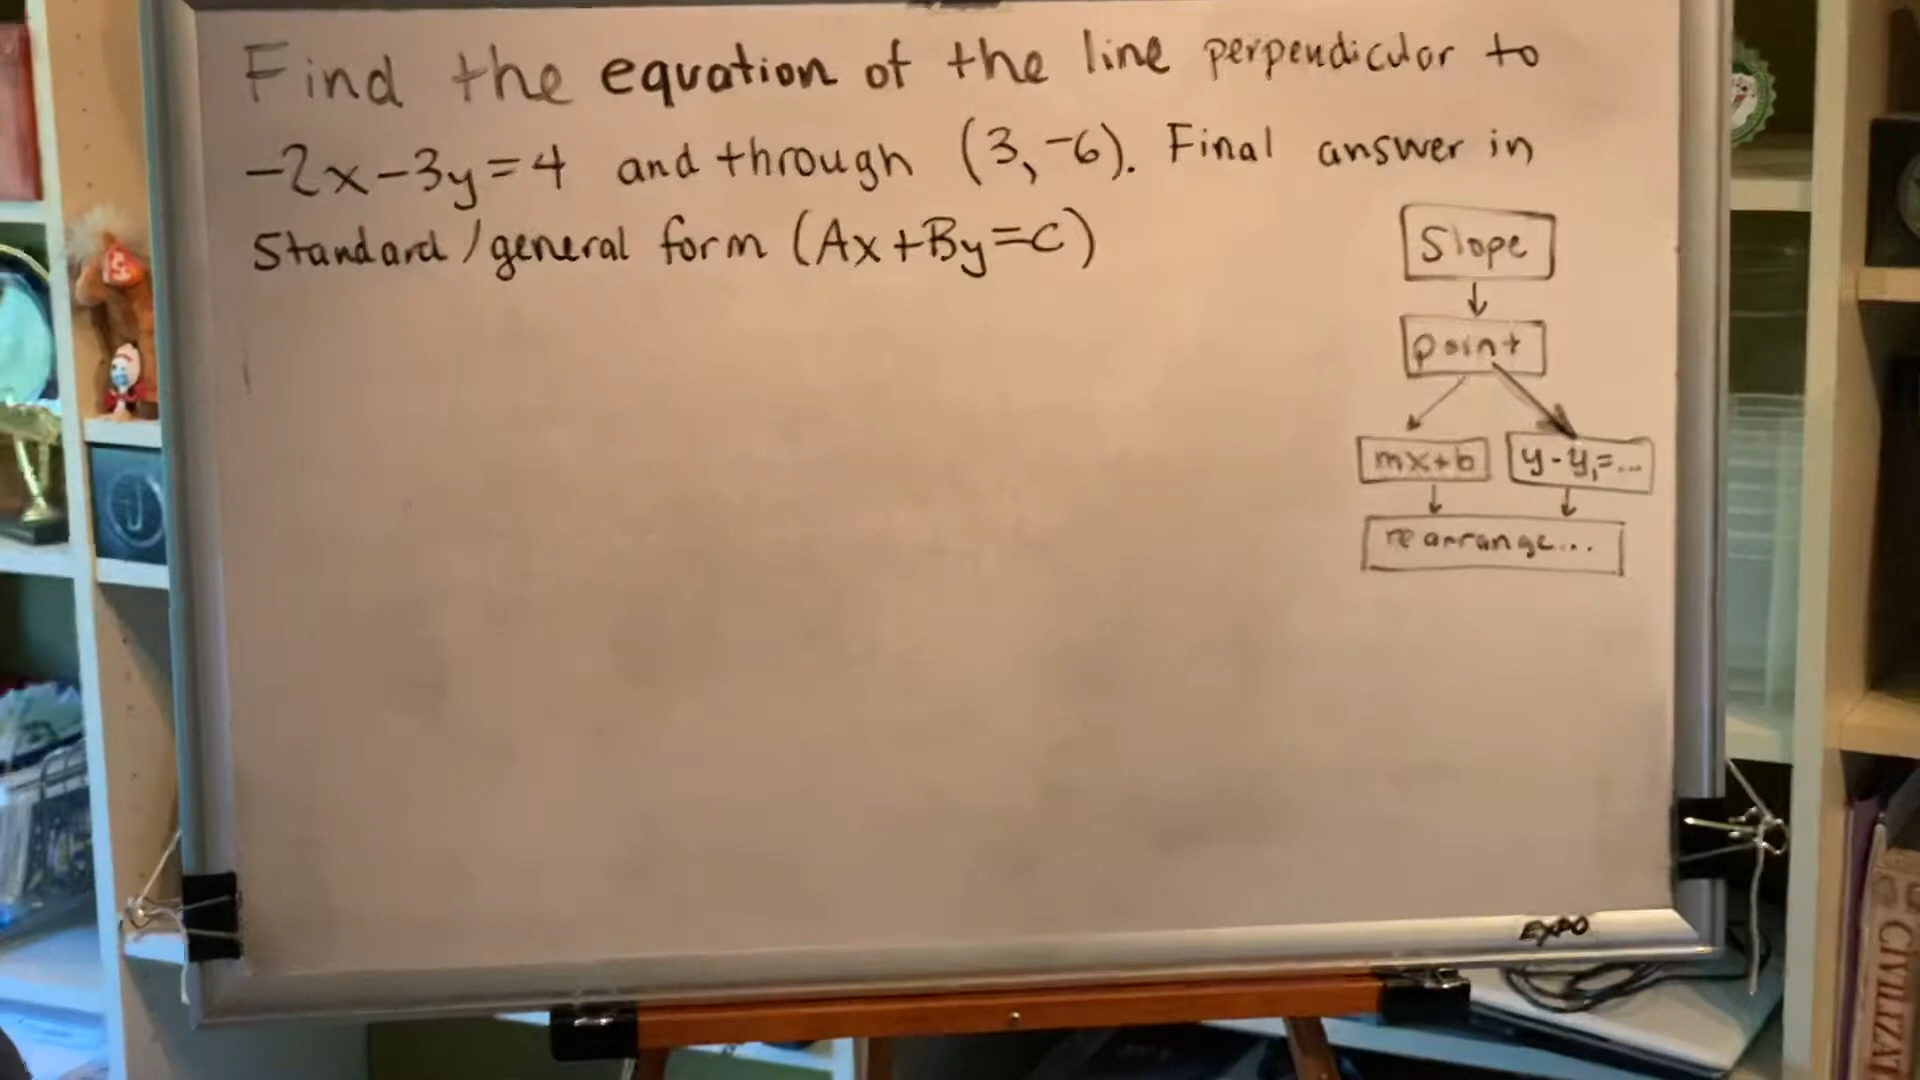 Find the equation of the line perpendicular to
-2x-3y=4 and through (3,-6). Final answer in
Standard/general form (Ax+By=C)
Slope
point
mx+b
y-y₁=...
rearrange...
EXPO
CIVILIZAT